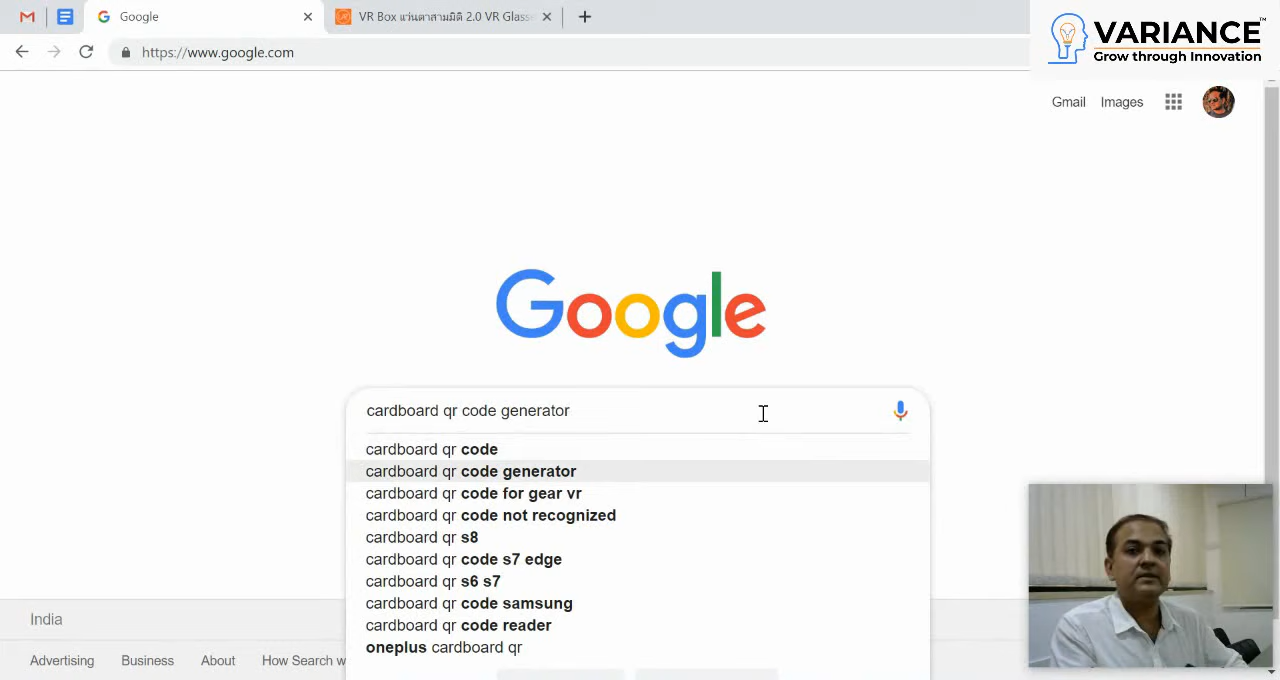 Google
VR Box แว่นตาสามมิติ 2.0 VR Glass
https://www.google.com
VARIANCE™
Grow through Innovation
Gmail Images
Google
cardboard qr code generator
cardboard qr code
cardboard qr code generator
cardboard qr code for gear vr
cardboard qr code not recognized
cardboard qr s8
cardboard qr code s7 edge
cardboard qr s6 s7
cardboard qr code samsung
cardboard qr code reader
oneplus cardboard qr
India
Advertising Business About How Search w